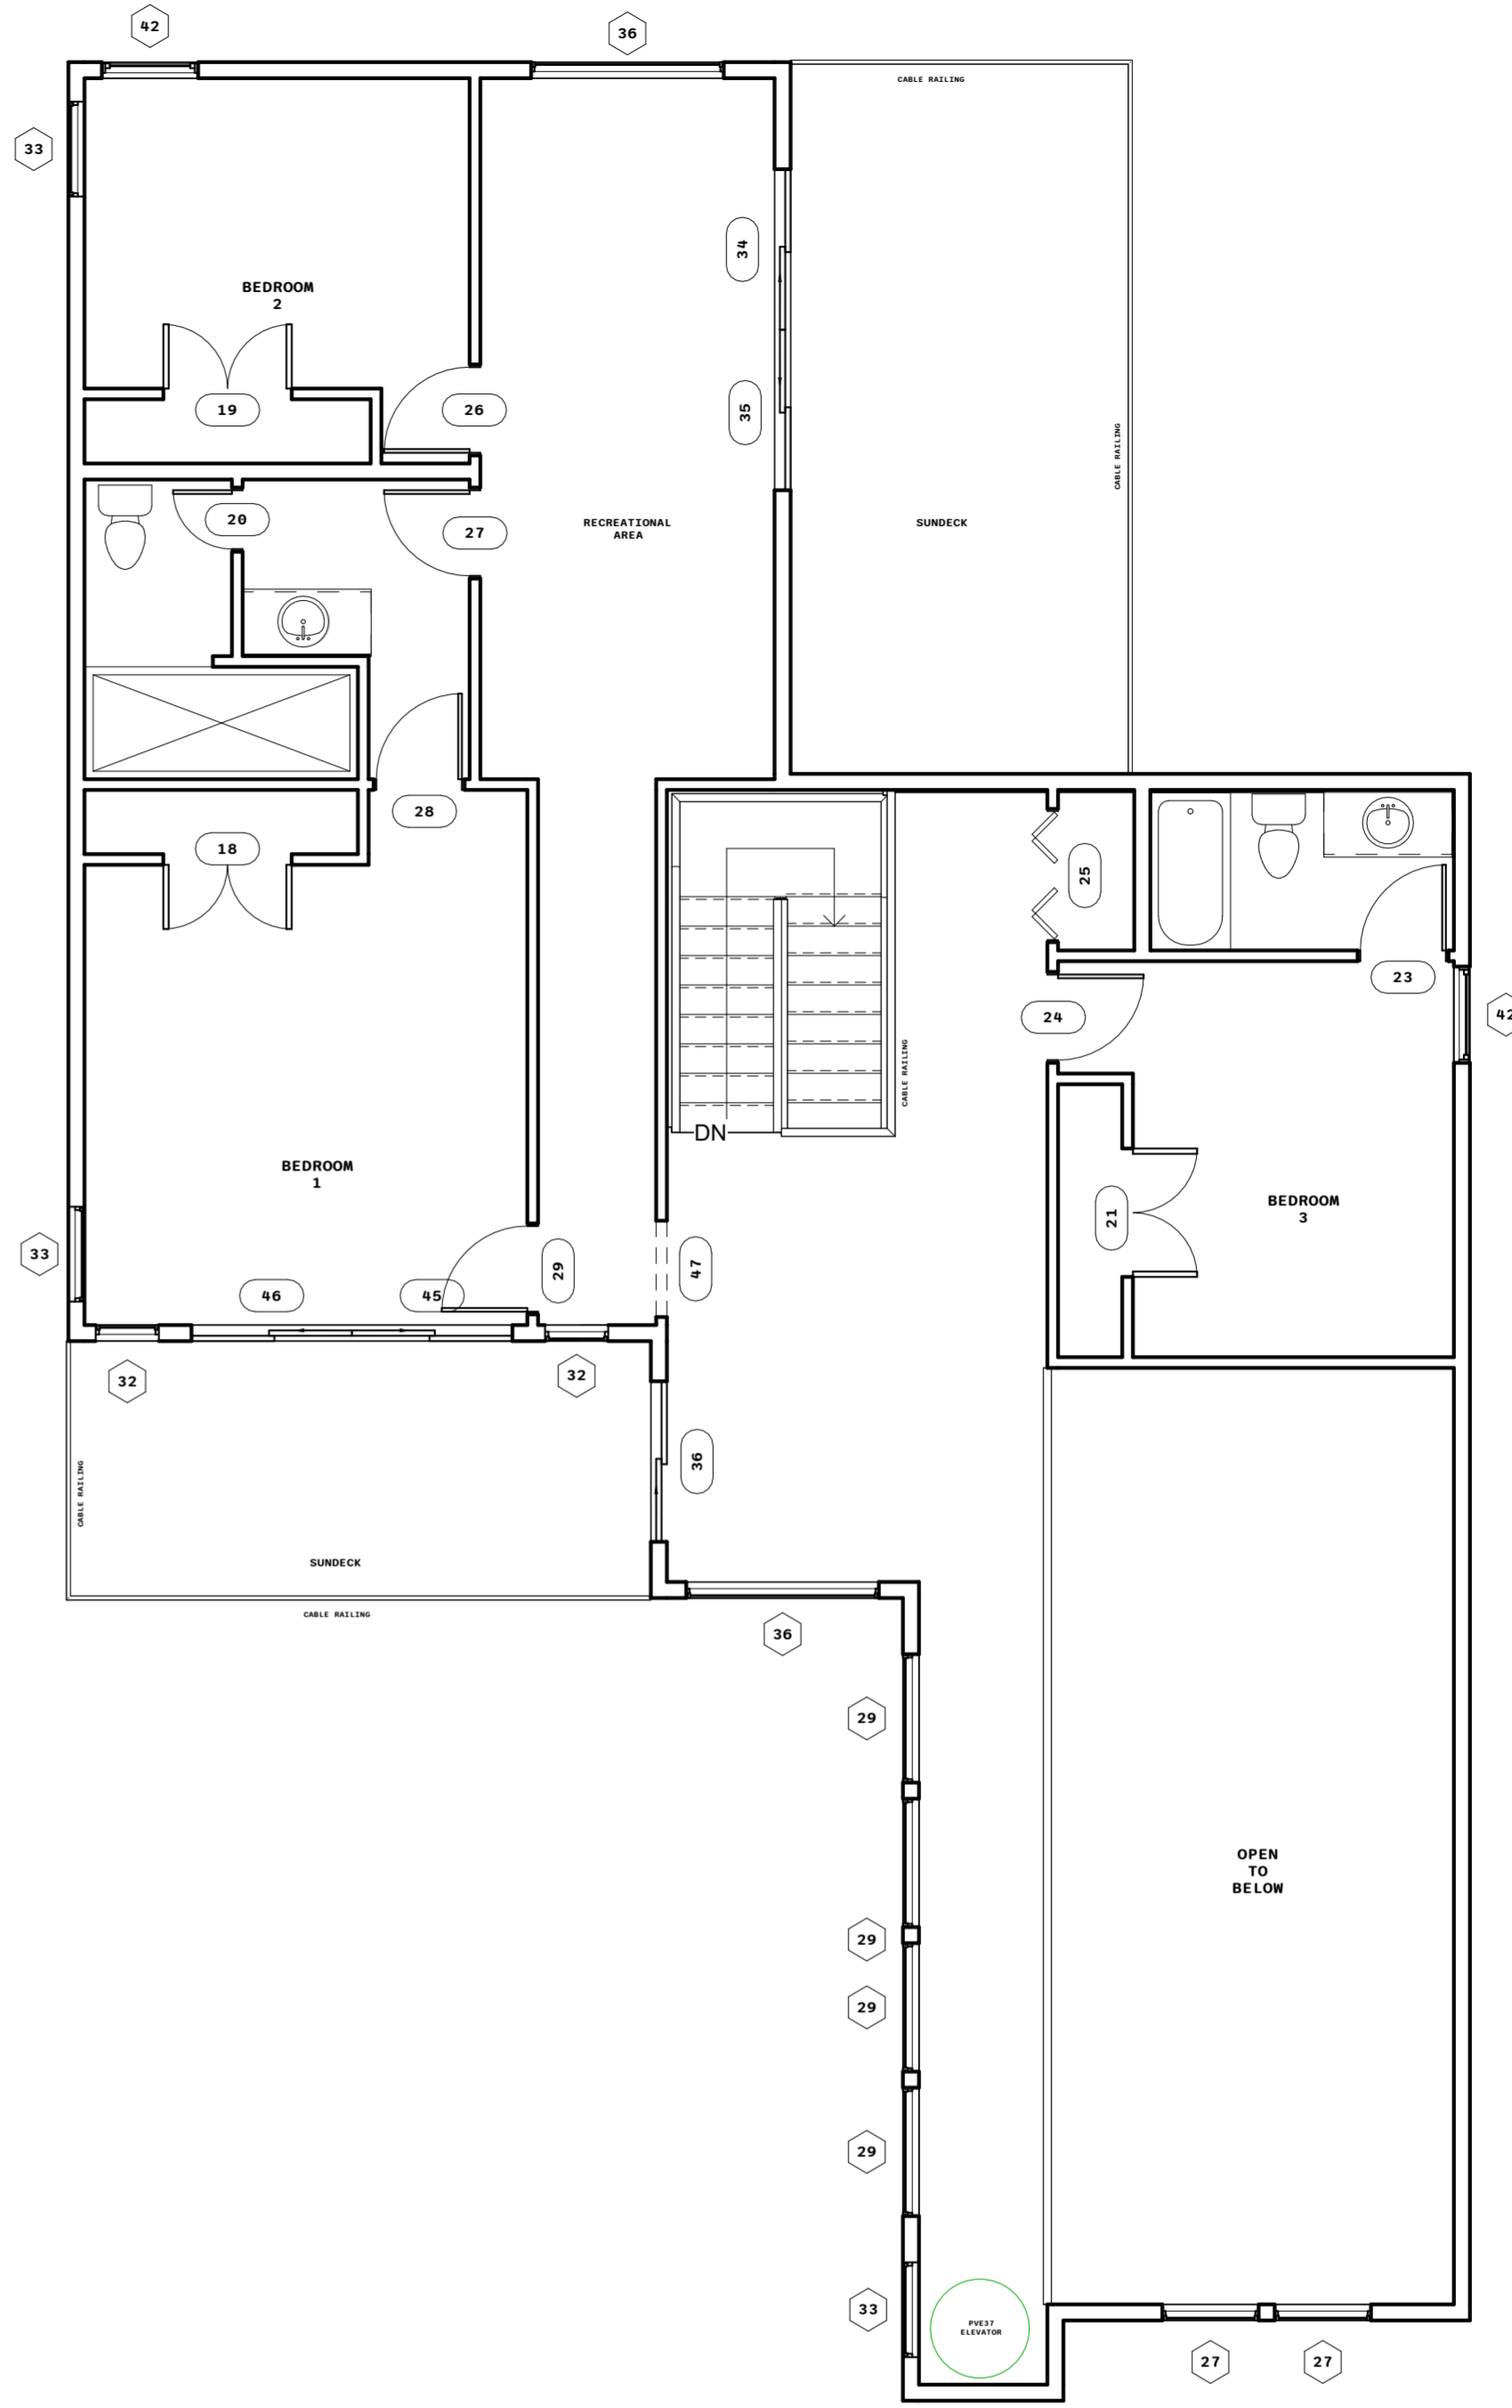 42
36
33
CABLE RAILING
34
BEDROOM
2
35
19
26
CABLE RAILING
20
27
RECREATIONAL
AREA
SUNDECK
28
18
25
23
24
42
CABLE RAILING
DN
BEDROOM
1
BEDROOM
3
21
33
29
47
46
45
32
32
36
CABLE RAILING
SUNDECK
CABLE RAILING
36
29
OPEN
TO
BELOW
29
29
29
33
PVE37
ELEVATOR
27
27